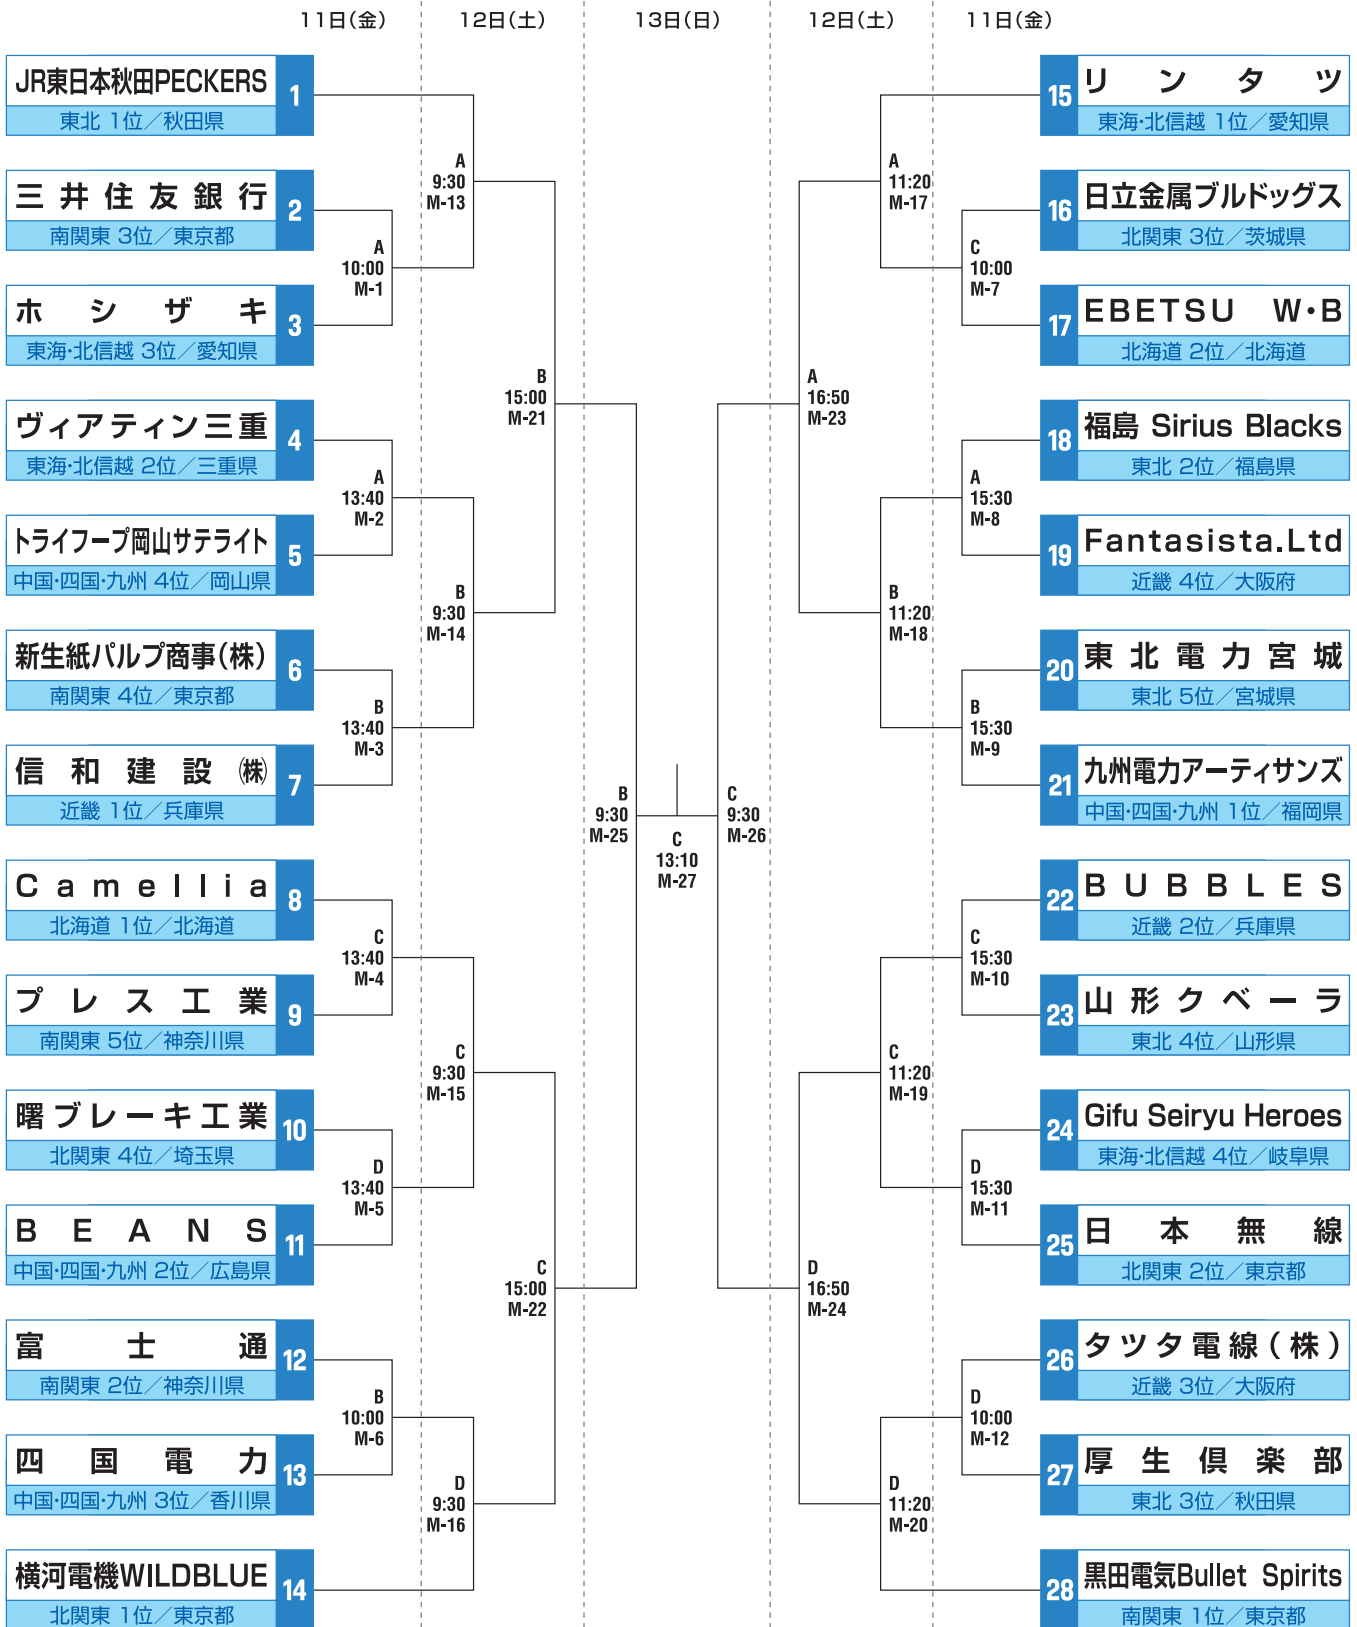 11日(金) 12日(土) 13日(日) 12日(土) 11日(金)
JR東日本秋田PECKERS 1
東北 1位／秋田県
三井住友銀行 2
南関東 3位／東京都
ホシザキ 3
東海・北信越 3位／愛知県
ヴィアティン三重 4
東海・北信越 2位／三重県
トライフープ岡山サテライト 5
中国・四国・九州 4位／岡山県
新生紙パルプ商事(株) 6
南関東 4位／東京都
信和建設㈱ 7
近畿 1位／兵庫県
Camellia 8
北海道 1位／北海道
プレス工業 9
南関東 5位／神奈川県
曙ブレーキ工業 10
北関東 4位／埼玉県
BEANS 11
中国・四国・九州 2位／広島県
富士通 12
南関東 2位／神奈川県
四国電力 13
中国・四国・九州 3位／香川県
横河電機WILDBLUE 14
北関東 1位／東京都
A
10:00
M-1
A
13:40
M-2
B
13:40
M-3
C
13:40
M-4
D
13:40
M-5
B
10:00
M-6
A
9:30
M-13
B
9:30
M-14
C
9:30
M-15
D
9:30
M-16
B
15:00
M-21
C
15:00
M-22
B
9:30
M-25
C
13:10
M-27
C
9:30
M-26
A
16:50
M-23
D
16:50
M-24
A
11:20
M-17
B
11:20
M-18
C
11:20
M-19
D
11:20
M-20
C
10:00
M-7
A
15:30
M-8
B
15:30
M-9
C
15:30
M-10
D
15:30
M-11
D
10:00
M-12
15 リンタツ
東海・北信越 1位／愛知県
16 日立金属ブルドッグス
北関東 3位／茨城県
17 EBETSU W・B
北海道 2位／北海道
18 福島 Sirius Blacks
東北 2位／福島県
19 Fantasista.Ltd
近畿 4位／大阪府
20 東北電力宮城
東北 5位／宮城県
21 九州電力アーティサンズ
中国・四国・九州 1位／福岡県
22 BUBBLES
近畿 2位／兵庫県
23 山形クベーラ
東北 4位／山形県
24 Gifu Seiryu Heroes
東海・北信越 4位／岐阜県
25 日本無線
北関東 2位／東京都
26 タツタ電線(株)
近畿 3位／大阪府
27 厚生倶楽部
東北 3位／秋田県
28 黒田電気Bullet Spirits
南関東 1位／東京都